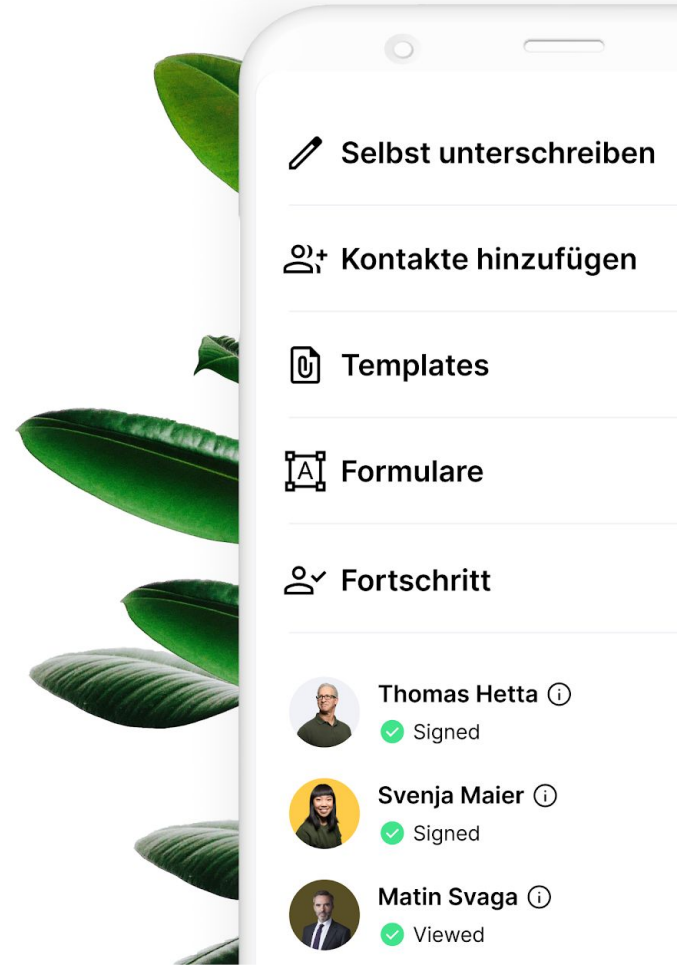 Selbst unterschreiben
Kontakte hinzufügen
Templates
A Formulare
Fortschritt
Thomas Hetta
Signed
Svenja Maier
Signed
Matin Svaga
Viewed